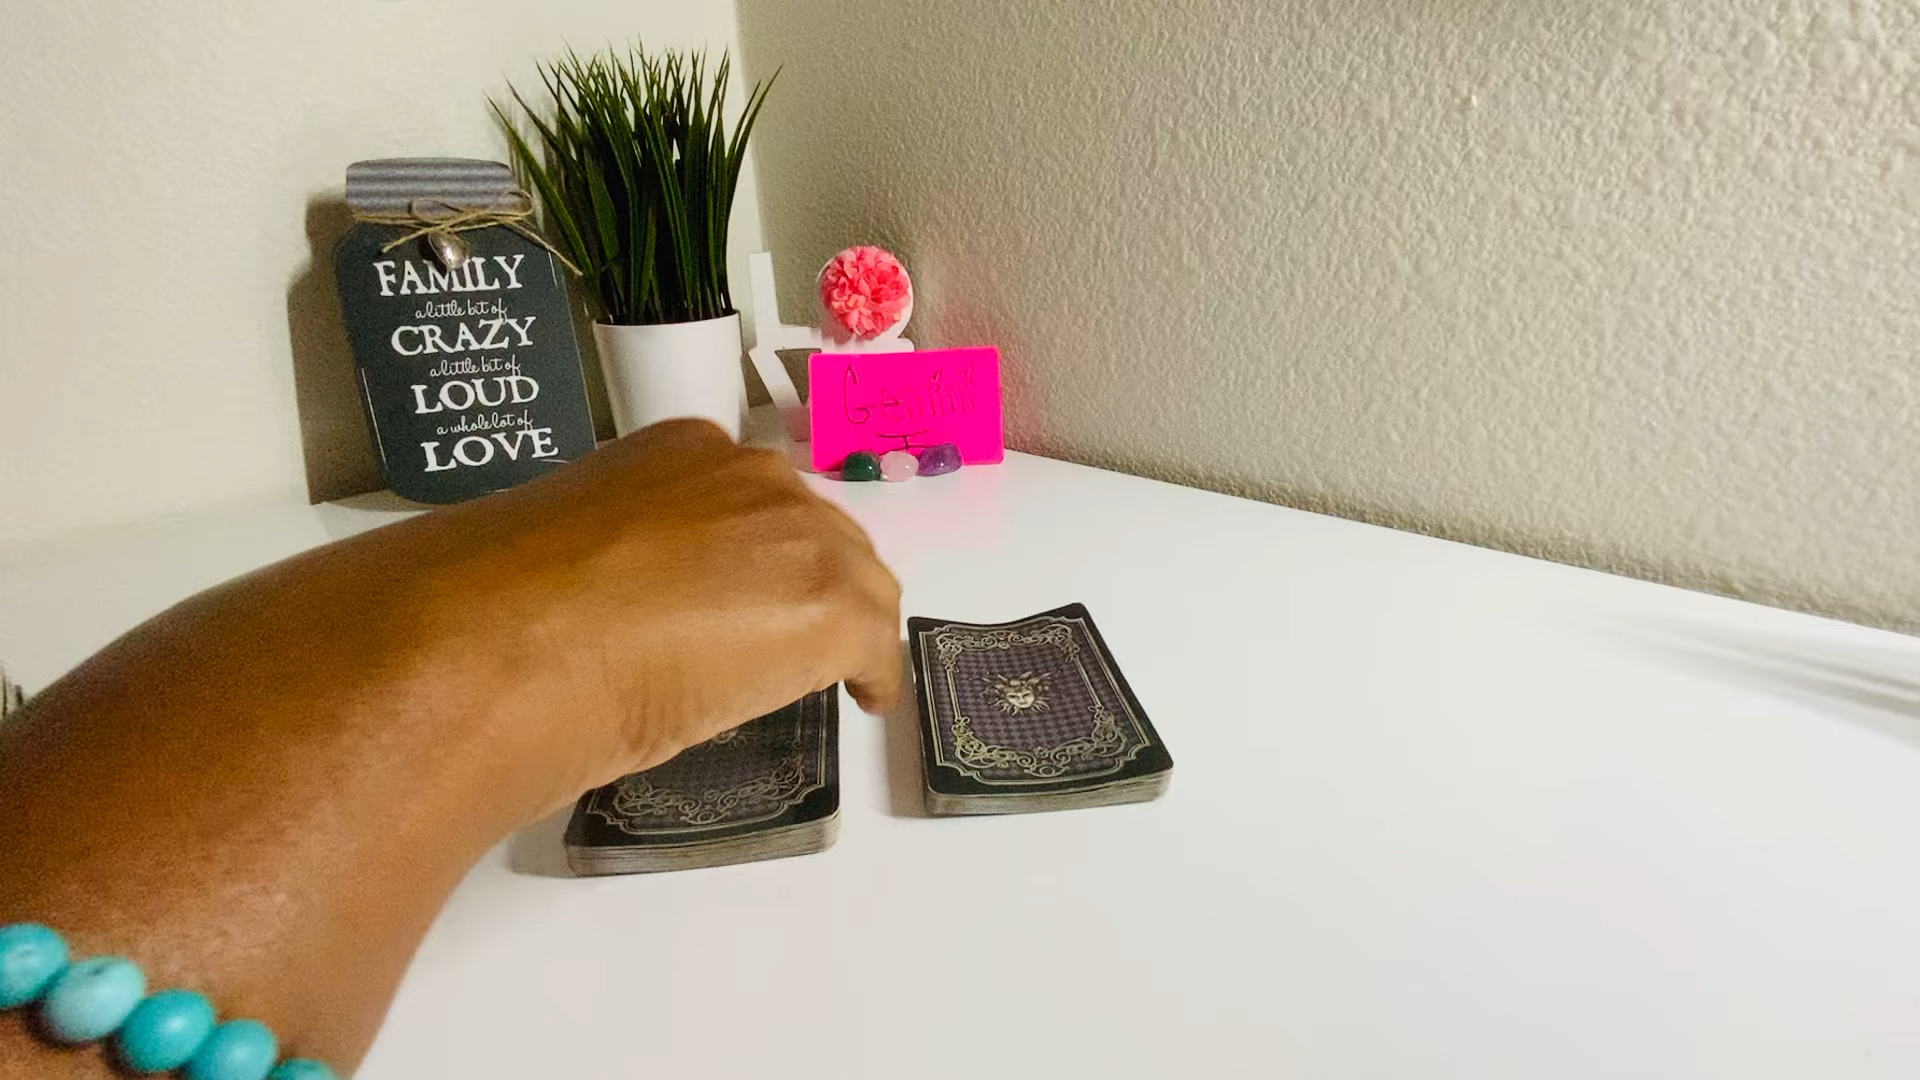 FAMILY
a little bit of
CRAZY
a little bit of
LOUD
a whole lot of
LOVE
Gemini